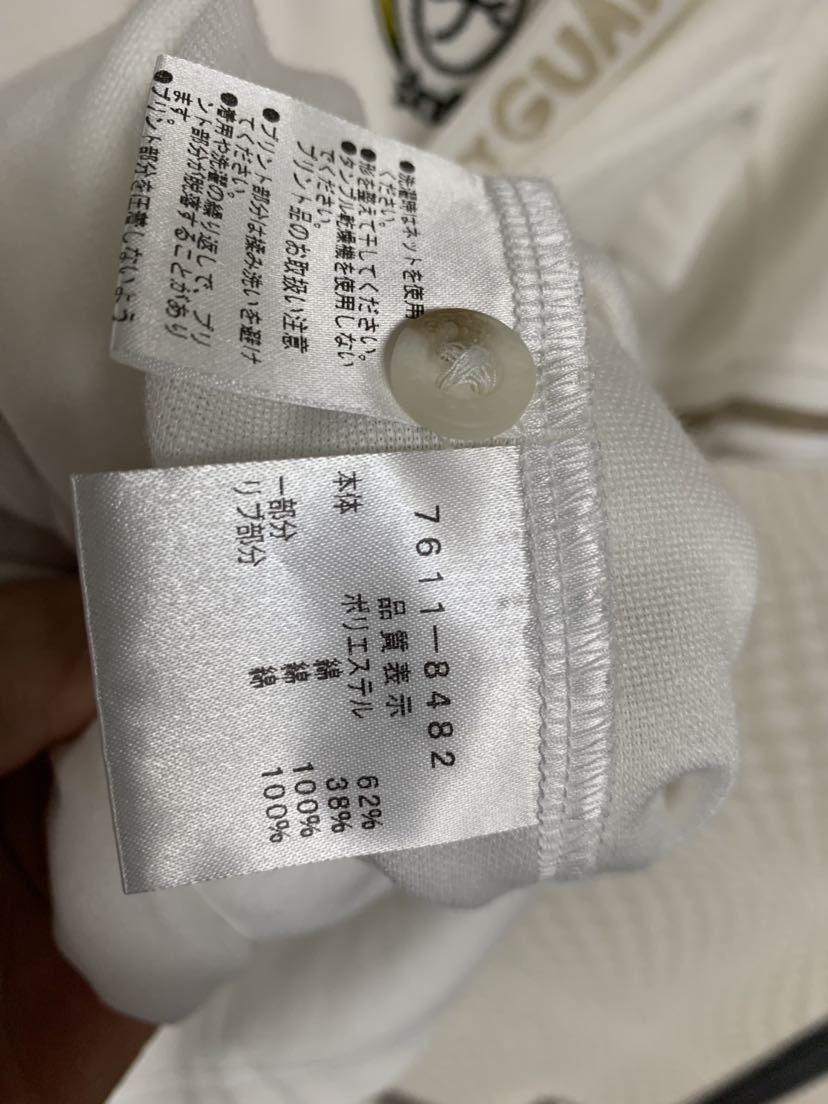 GUA
●洗濯時はネットを使用
ください。
●形を整えて干してください。
●タンブル乾燥機を使用しない
でください。
プリント品のお取扱い注意
●プリント部分は揉み洗いを避け
てください。
●着用や洗濯の繰り返しで、プリ
ント部分が脱落することがあり
ます。
●プリント部分を圧着しないよう
7611-8482
品質表示
本体 ポリエステル 62%
綿 38%
一部分 綿 100%
リブ部分 綿 100%